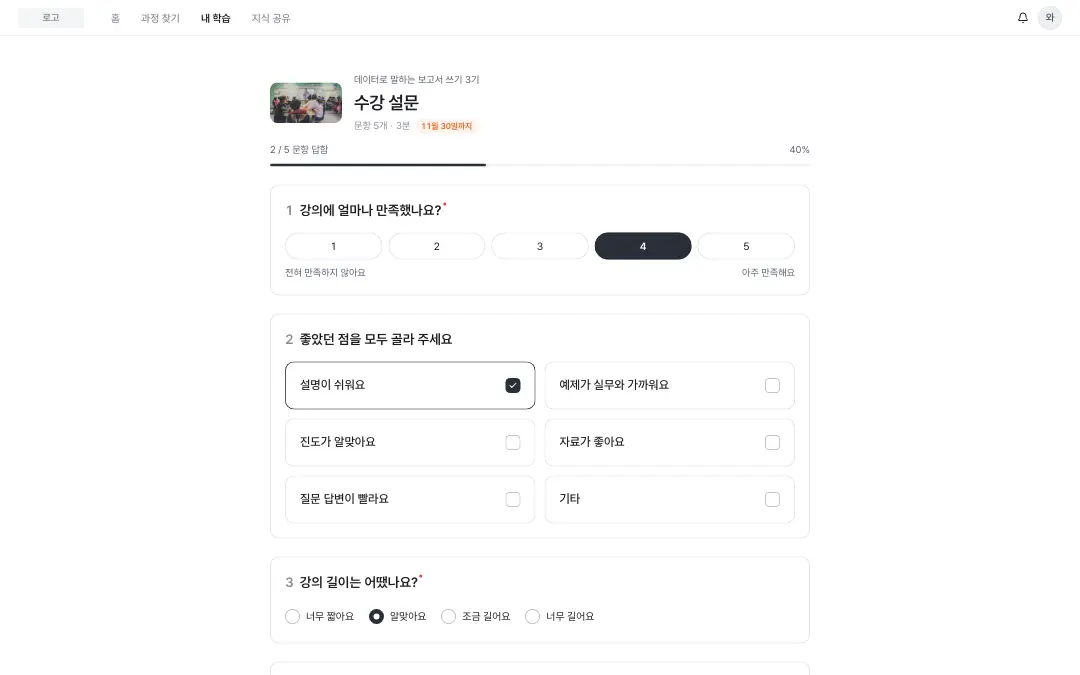 로고
홈
과정 찾기
내 학습
지식 공유
와
데이터로 말하는 보고서 쓰기 3기
수강 설문
문항 5개 · 3분
11월 30일까지
2 / 5 문항 답함
40%
1 강의에 얼마나 만족했나요?*
1
2
3
4
5
전혀 만족하지 않아요
아주 만족해요
2 좋았던 점을 모두 골라 주세요
설명이 쉬워요
예제가 실무와 가까워요
진도가 알맞아요
자료가 좋아요
질문 답변이 빨라요
기타
3 강의 길이는 어땠나요?*
너무 짧아요
알맞아요
조금 길어요
너무 길어요